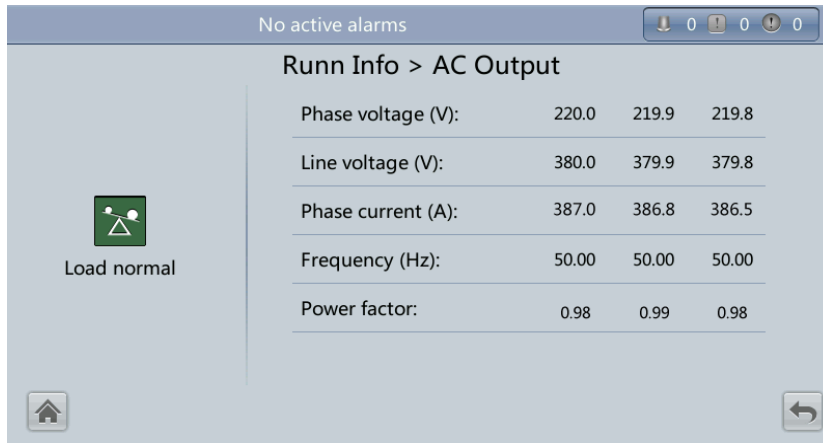 No active alarms 0 0 0
Runn Info > AC Output
Phase voltage (V): 220.0 219.9 219.8
Line voltage (V): 380.0 379.9 379.8
Phase current (A): 387.0 386.8 386.5
Frequency (Hz): 50.00 50.00 50.00
Power factor: 0.98 0.99 0.98
Load normal